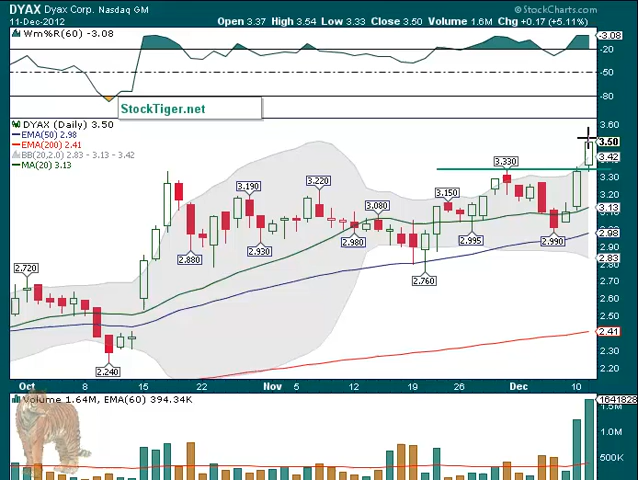 DYAX Dyax Corp. Nasdaq GM
© StockCharts.com
11-Dec-2012
Open 3.37 High 3.54 Low 3.33 Close 3.50 Volume 1.6M Chg +0.17 (+5.11%)
Wm%R(60) -3.08
-3.08
-20
-50
-80
StockTiger.net
DYAX (Daily) 3.50
EMA(50) 2.98
EMA(200) 2.41
BB(20,2.0) 2.83 - 3.13 - 3.42
MA(20) 3.13
3.60
3.50
3.42
3.30
3.20
3.13
2.98
2.83
2.70
2.60
2.50
2.41
2.30
2.20
2.720
2.240
2.880
3.190
2.930
3.220
2.980
3.080
2.760
3.150
2.995
3.330
2.990
Oct 8 15 22 Nov 5 12 19 26 Dec 10
Volume 1.64M, EMA(60) 394.34K
1641828
1.5M
1.0M
500K